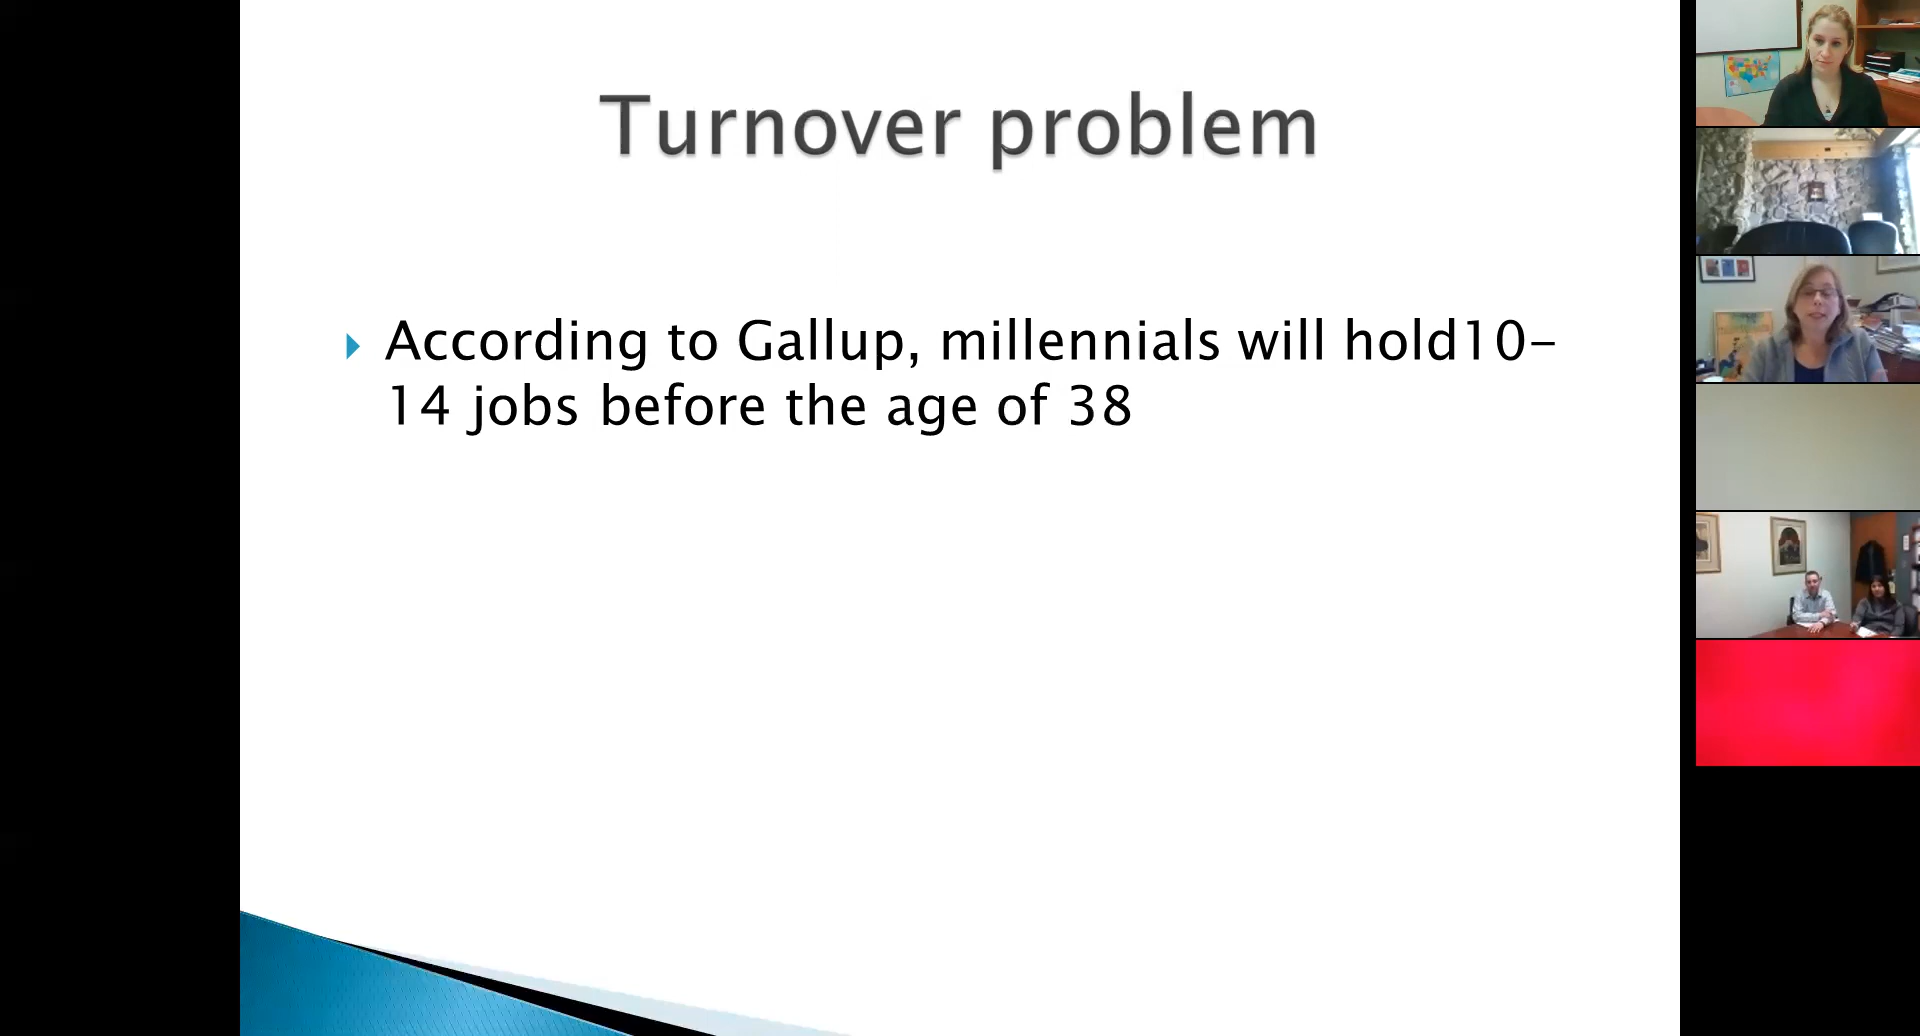 Turnover problem
According to Gallup, millennials will hold10-
14 jobs before the age of 38